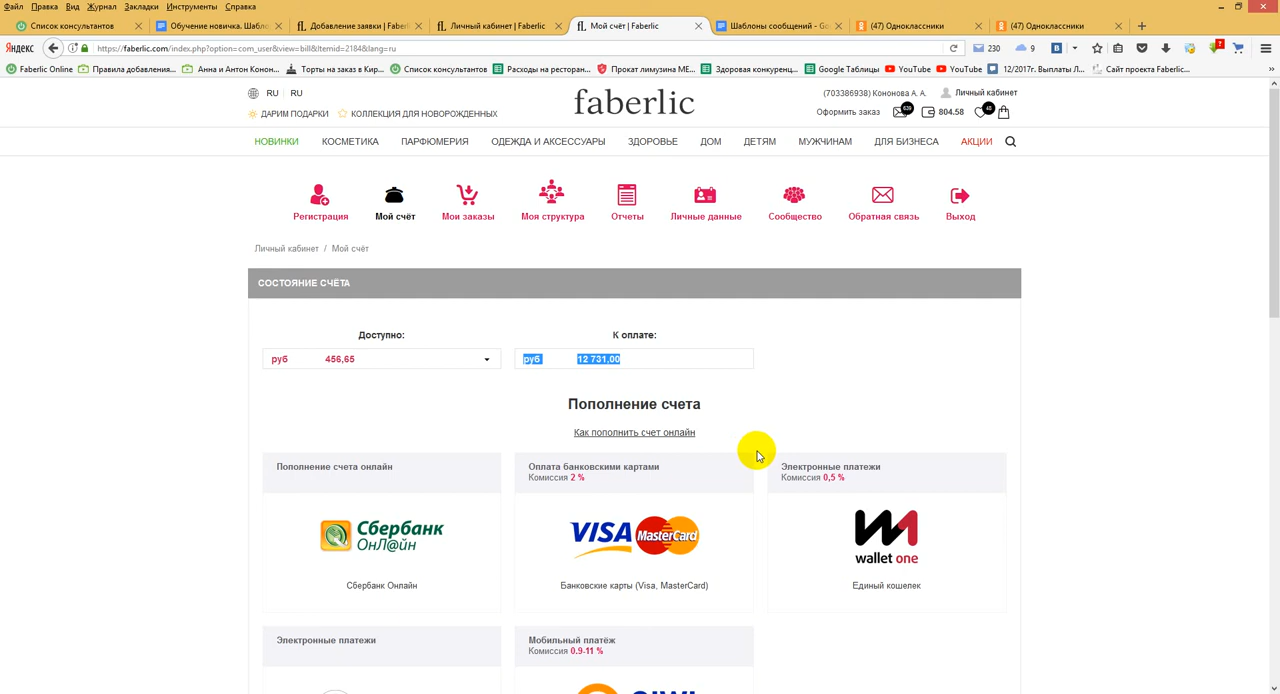 Файл Правка Вид Журнал Закладки Инструменты Справка
Список консультантов
Обучение новичка. Шабл
Добавление заявки | Faberl
Личный кабинет | Faberlic
Мой счёт | Faberlic
Шаблоны сообщений - Go
(47) Одноклассники
(47) Одноклассники
Яндекс
https://faberlic.com/index.php?option=com_user&view=bill&Itemid=2184&lang=ru
230
9
Faberlic Online
Правила добавления...
Анна и Антон Конон...
Торты на заказ в Кир...
Список консультантов
Расходы на ресторан...
Прокат лимузина МЕ...
Здоровая конкуренц...
Google Таблицы
YouTube
YouTube
12/2017г. Выплаты Л...
Сайт проекта Faberlic...
RU RU
faberlic
(703386938) Кононова А. А. Личный кабинет
ДАРИМ ПОДАРКИ КОЛЛЕКЦИЯ ДЛЯ НОВОРОЖДЕННЫХ
Оформить заказ 804.58
НОВИНКИ КОСМЕТИКА ПАРФЮМЕРИЯ ОДЕЖДА И АКСЕССУАРЫ ЗДОРОВЬЕ ДОМ ДЕТЯМ МУЖЧИНАМ ДЛЯ БИЗНЕСА АКЦИИ
Регистрация Мой счёт Мои заказы Моя структура Отчеты Личные данные Сообщество Обратная связь Выход
Личный кабинет / Мой счёт
СОСТОЯНИЕ СЧЁТА
Доступно: К оплате:
руб 456,65 руб 12 731,00
Пополнение счета
Как пополнить счет онлайн
Пополнение счета онлайн
Сбербанк
ОнЛ@йн
Сбербанк Онлайн
Оплата банковскими картами
Комиссия 2 %
VISA MasterCard
Банковские карты (Visa, MasterCard)
Электронные платежи
Комиссия 0,5 %
wallet one
Единый кошелек
Электронные платежи
Мобильный платёж
Комиссия 0.9-11 %